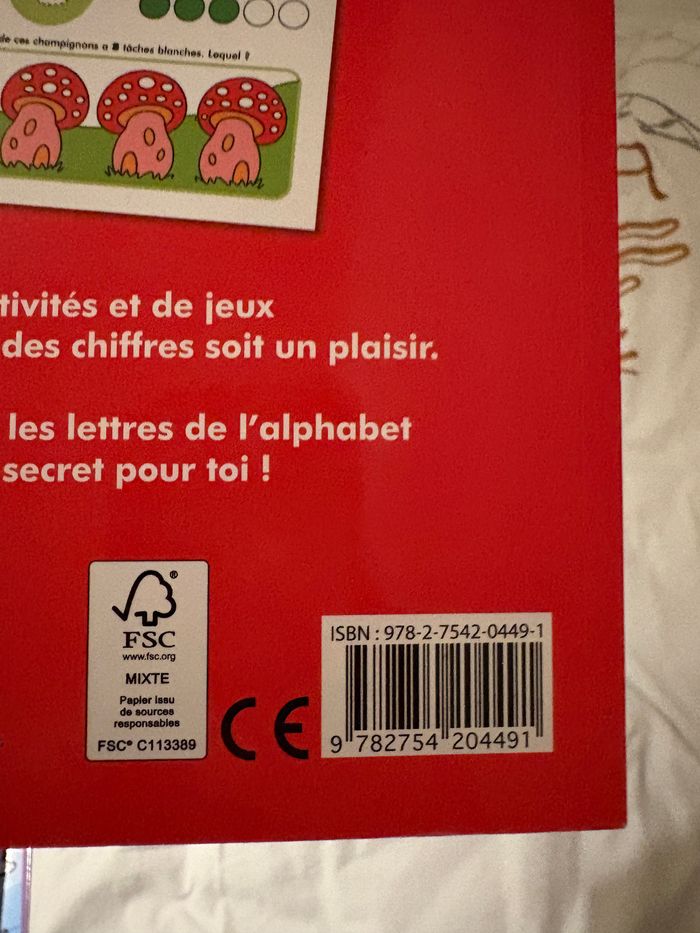 de ces champignons a 8 tâches blanches. Lequel ?
tivités et de jeux
des chiffres soit un plaisir.
les lettres de l'alphabet
secret pour toi !
FSC
www.fsc.org
MIXTE
Papier issu
de sources
responsables
FSC® C113389
CE
ISBN : 978-2-7542-0449-1
9 782754 204491